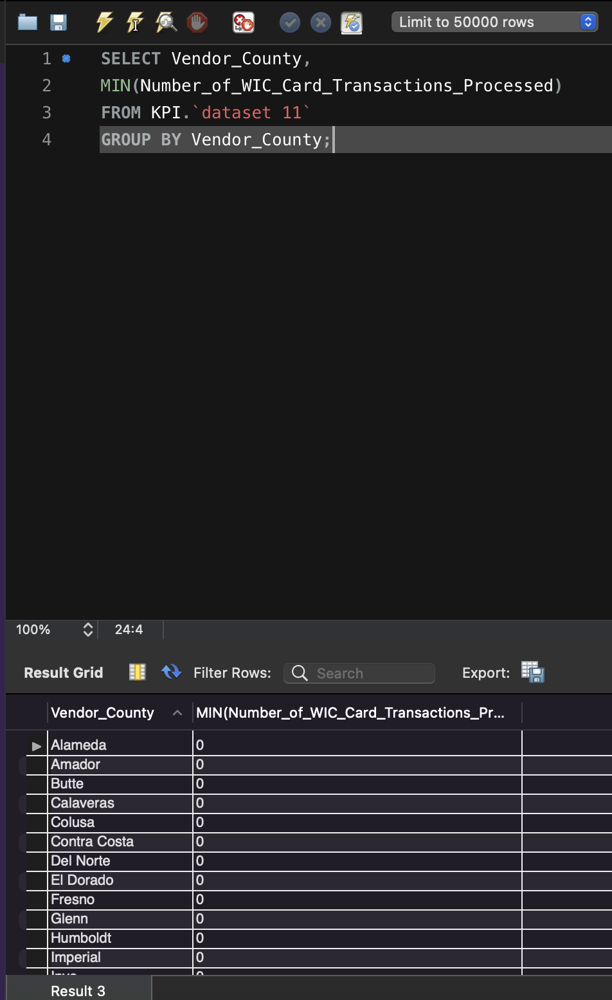 Limit to 50000 rows
1 SELECT Vendor_County,
2 MIN(Number_of_WIC_Card_Transactions_Processed)
3 FROM KPI.`dataset 11`
4 GROUP BY Vendor_County;
100% 24:4
Result Grid Filter Rows: Search Export:
Vendor_County MIN(Number_of_WIC_Card_Transactions_Pr...
Alameda 0
Amador 0
Butte 0
Calaveras 0
Colusa 0
Contra Costa 0
Del Norte 0
El Dorado 0
Fresno 0
Glenn 0
Humboldt 0
Imperial 0
Result 3